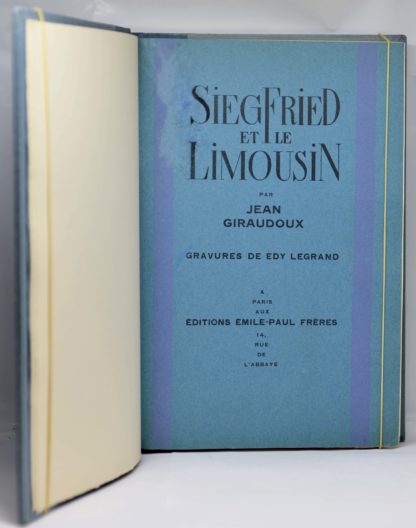 SIEGFRIED
ET LE
LIMOUSIN
PAR
JEAN
GIRAUDOUX
GRAVURES DE EDY LEGRAND
A
PARIS
AUX
ÉDITIONS ÉMILE-PAUL FRÈRES
14,
RUE
DE
L'ABBAYE